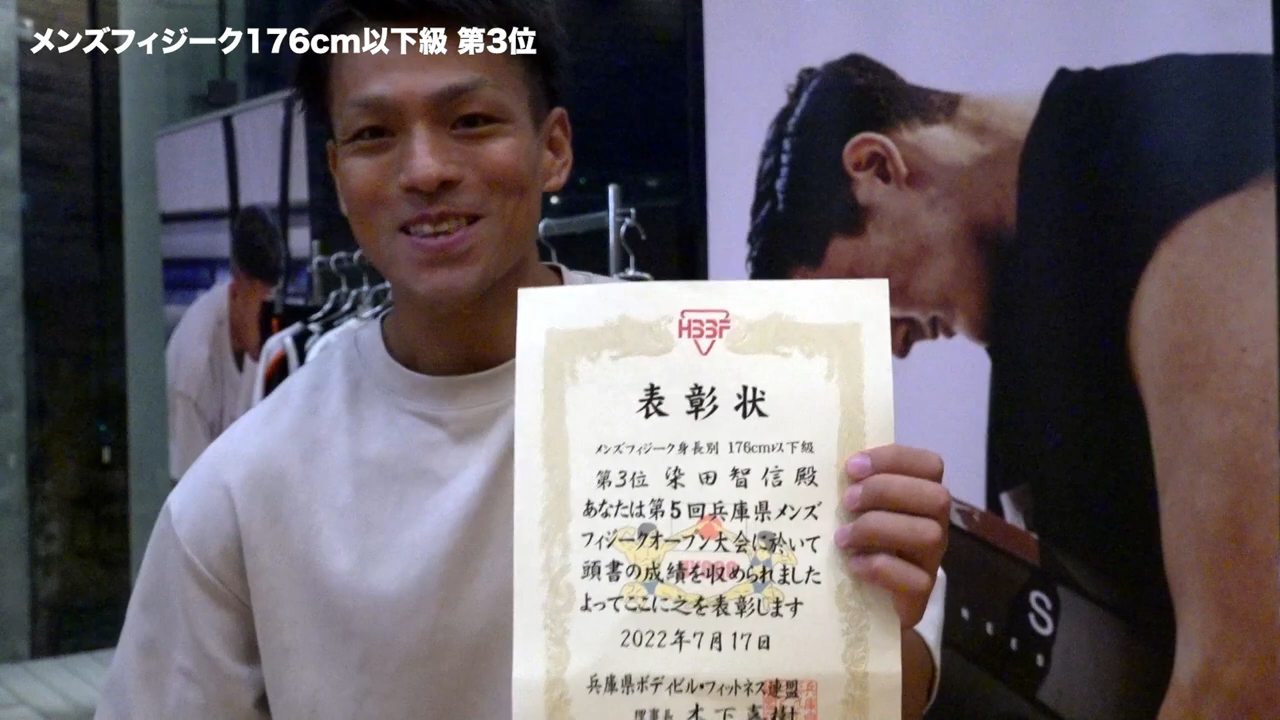 メンズフィジーク176cm以下級 第3位
HBBF
表彰状
メンズフィジーク身長別 176cm以下級
第3位 染田智信殿
あなたは第5回兵庫県メンズ
フィジークオープン大会に於いて
頭書の成績を収められました
よってここに之を表彰します
2022年7月17日
兵庫県ボディビル・フィットネス連盟
理事長 木下嘉樹
S